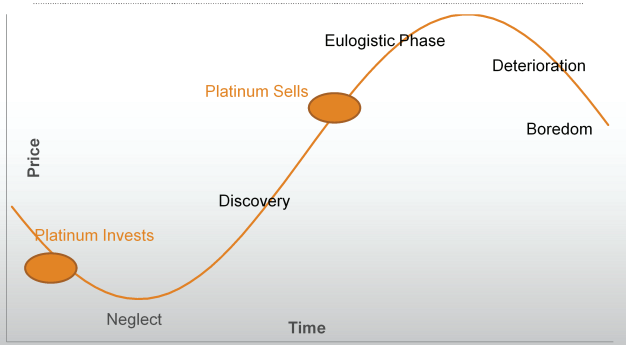 Eulogistic Phase
Deterioration
Platinum Sells
Boredom
Price
Discovery
Platinum Invests
Neglect
Time